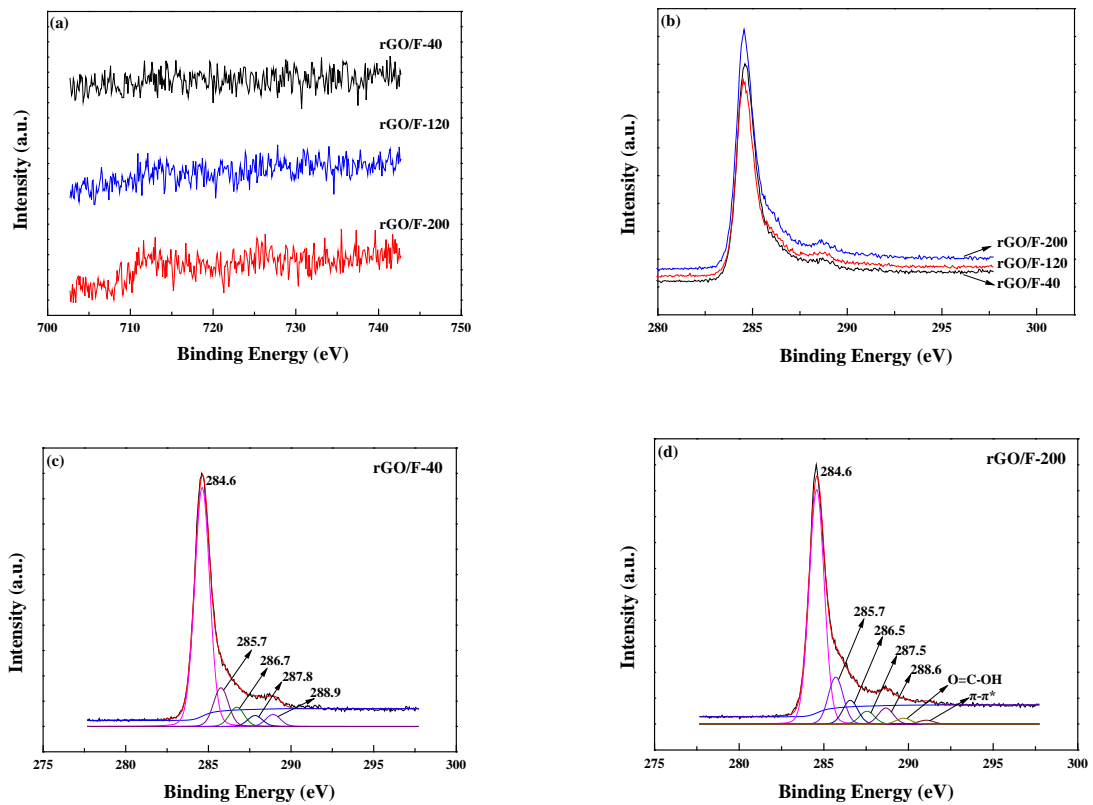 (a)
rGO/F-40
rGO/F-120
rGO/F-200
Intensity (a.u.)
700 710 720 730 740 750
Binding Energy (eV)
(b)
rGO/F-200
rGO/F-120
rGO/F-40
Intensity (a.u.)
280 285 290 295 300
Binding Energy (eV)
(c)
rGO/F-40
284.6
285.7
286.7
287.8
288.9
Intensity (a.u.)
275 280 285 290 295 300
Binding Energy (eV)
(d)
rGO/F-200
284.6
285.7
286.5
287.5
288.6
O=C-OH
π-π*
Intensity (a.u.)
275 280 285 290 295 300
Binding Energy (eV)